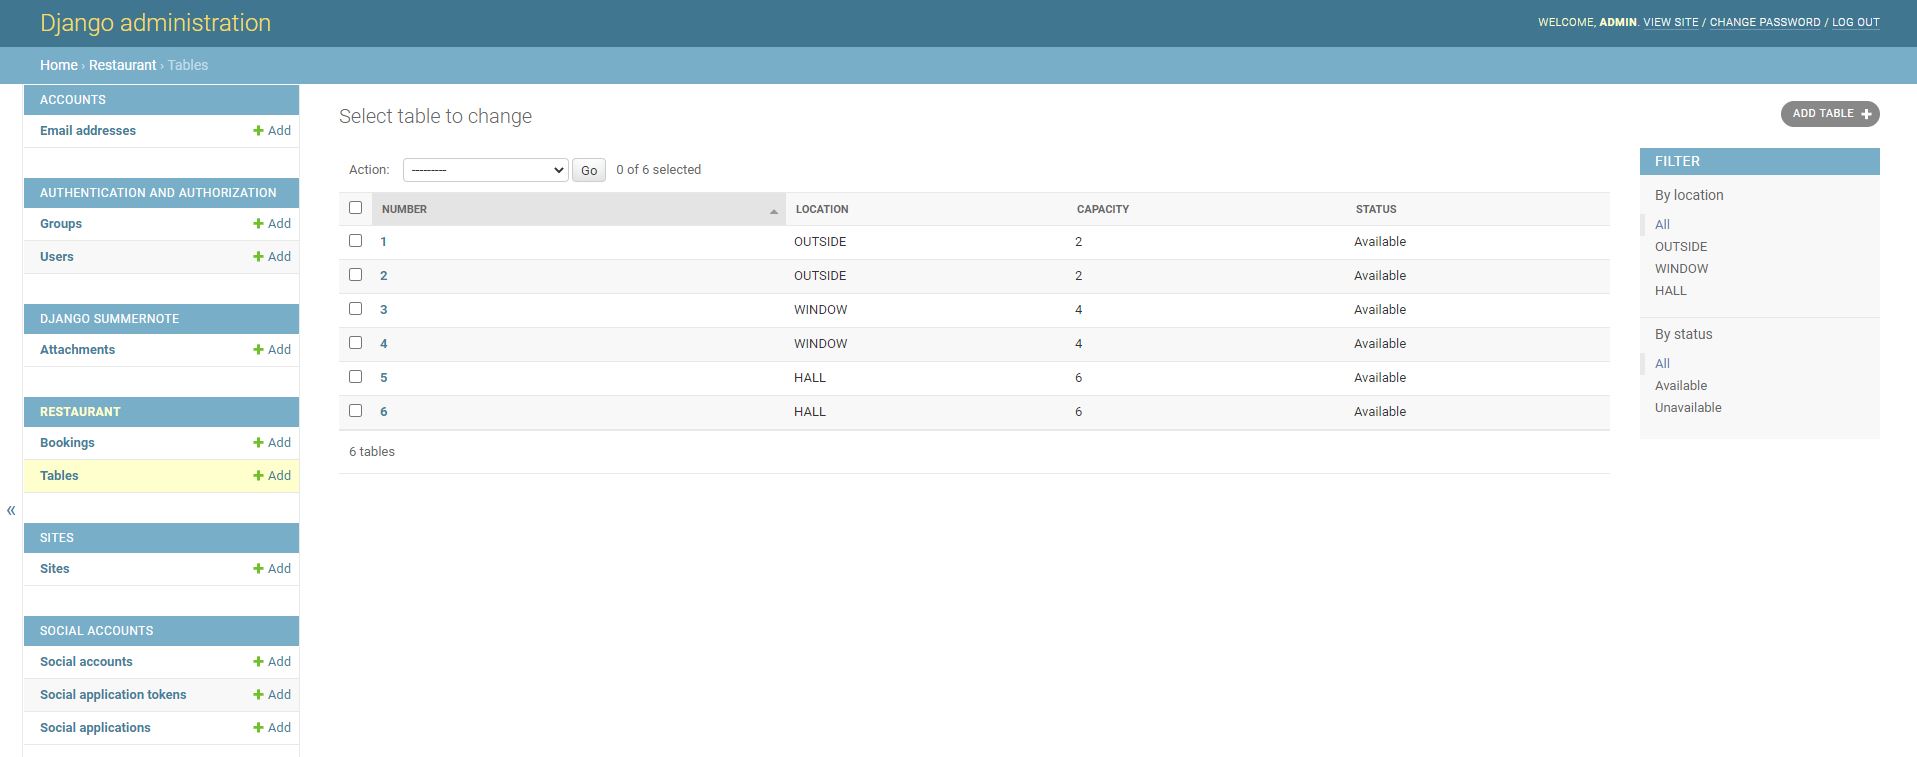 Django administration
WELCOME, ADMIN. VIEW SITE / CHANGE PASSWORD / LOG OUT
Home › Restaurant › Tables
ACCOUNTS
Email addresses + Add
AUTHENTICATION AND AUTHORIZATION
Groups + Add
Users + Add
DJANGO SUMMERNOTE
Attachments + Add
RESTAURANT
Bookings + Add
Tables + Add
«
SITES
Sites + Add
SOCIAL ACCOUNTS
Social accounts + Add
Social application tokens + Add
Social applications + Add
Select table to change
ADD TABLE +
Action: --------- Go 0 of 6 selected
NUMBER LOCATION CAPACITY STATUS
1 OUTSIDE 2 Available
2 OUTSIDE 2 Available
3 WINDOW 4 Available
4 WINDOW 4 Available
5 HALL 6 Available
6 HALL 6 Available
6 tables
FILTER
By location
All
OUTSIDE
WINDOW
HALL
By status
All
Available
Unavailable